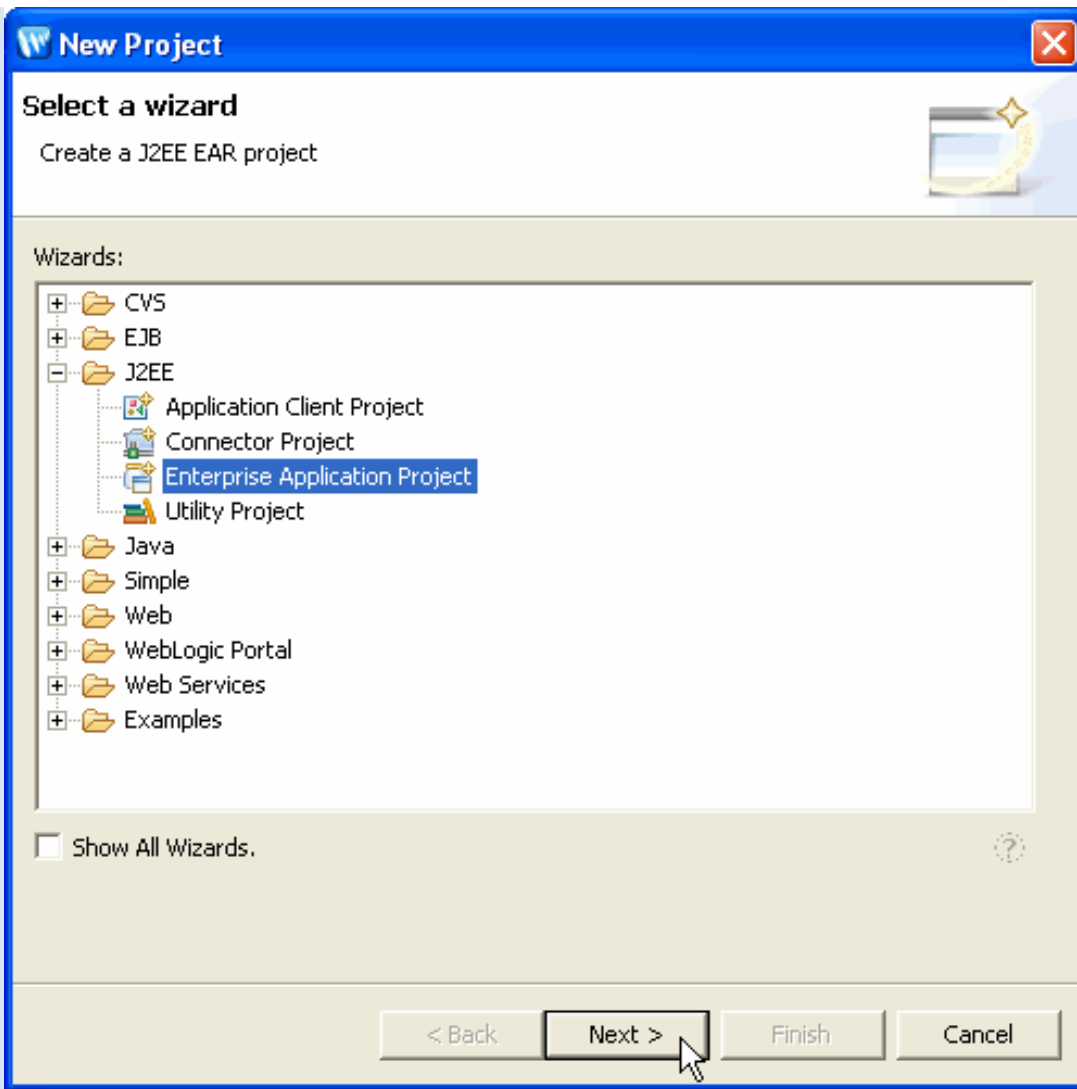 New Project
Select a wizard
Create a J2EE EAR project
Wizards:
CVS
EJB
J2EE
Application Client Project
Connector Project
Enterprise Application Project
Utility Project
Java
Simple
Web
WebLogic Portal
Web Services
Examples
Show All Wizards.
< Back Next > Finish Cancel